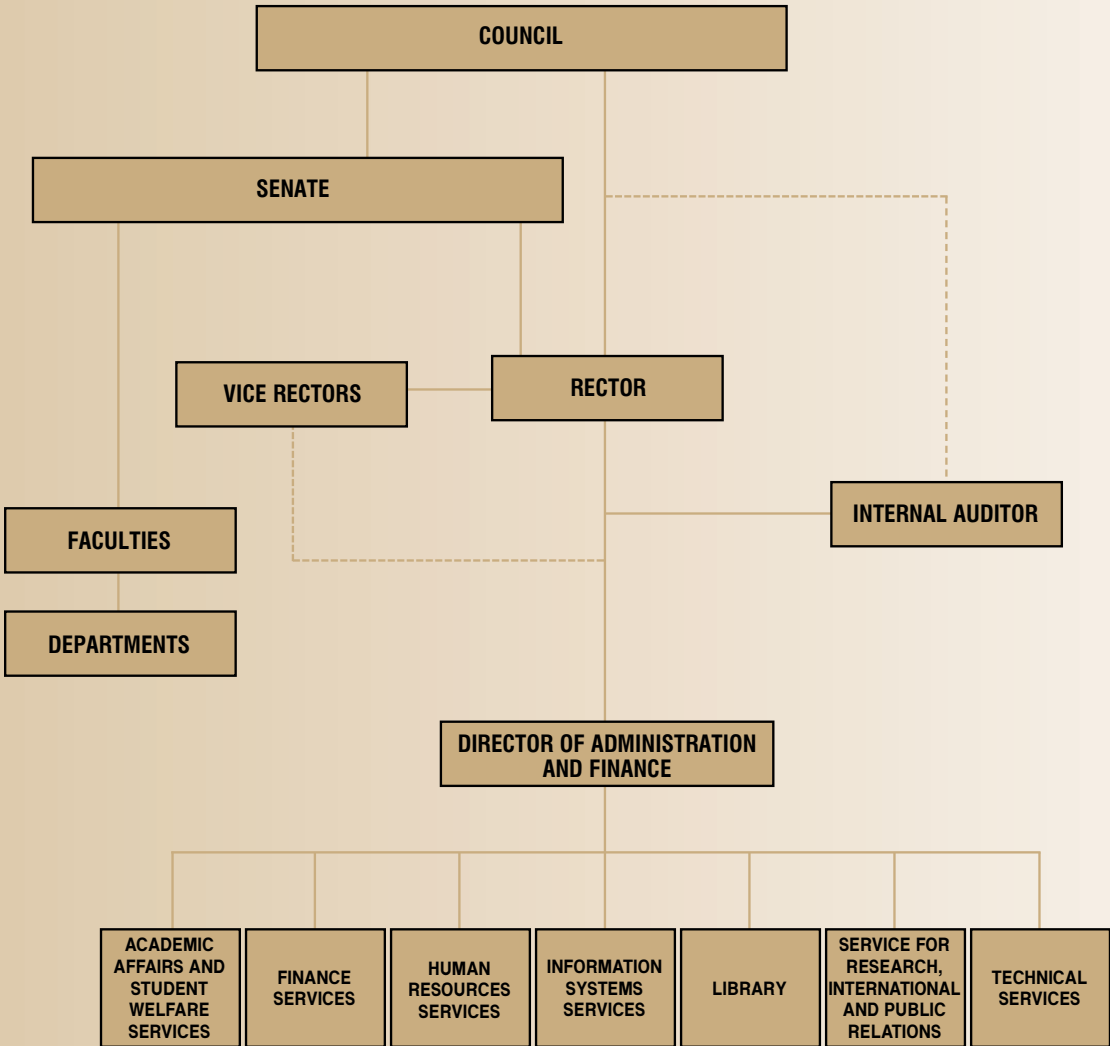 COUNCIL
SENATE
VICE RECTORS
RECTOR
INTERNAL AUDITOR
FACULTIES
DEPARTMENTS
DIRECTOR OF ADMINISTRATION
AND FINANCE
ACADEMIC
AFFAIRS AND
STUDENT
WELFARE
SERVICES
FINANCE
SERVICES
HUMAN
RESOURCES
SERVICES
INFORMATION
SYSTEMS
SERVICES
LIBRARY
SERVICE FOR
RESEARCH,
INTERNATIONAL
AND PUBLIC
RELATIONS
TECHNICAL
SERVICES